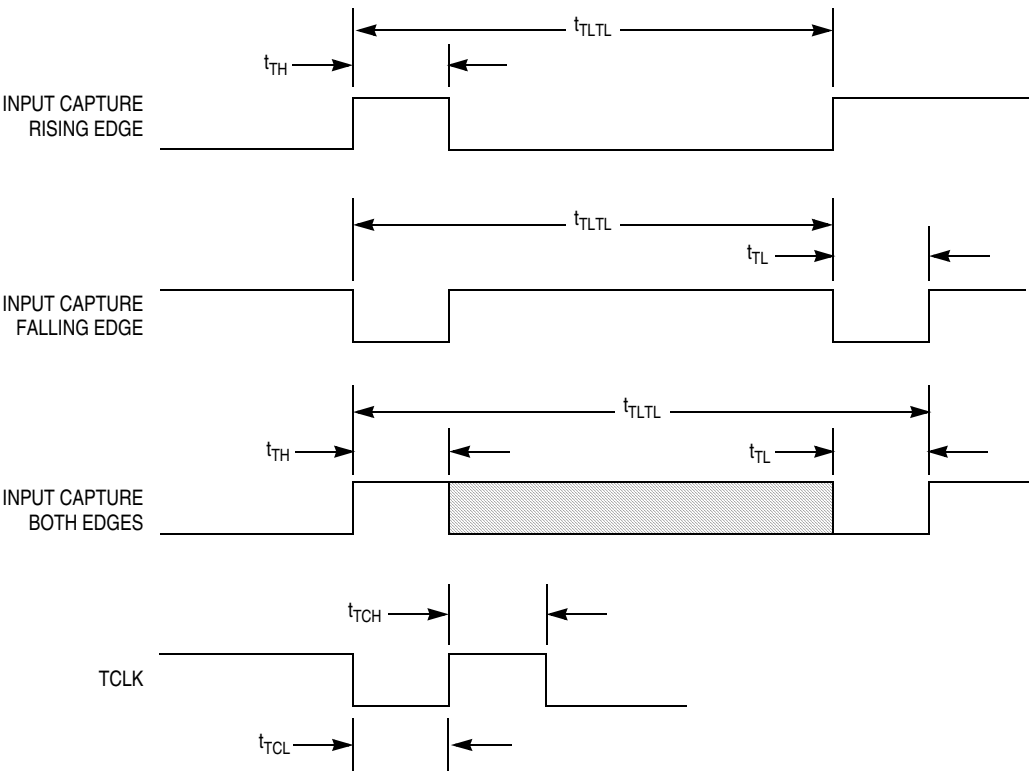 tTLTL
tTH
INPUT CAPTURE
RISING EDGE
tTLTL
tTL
INPUT CAPTURE
FALLING EDGE
tTLTL
tTH
tTL
INPUT CAPTURE
BOTH EDGES
tTCH
TCLK
tTCL